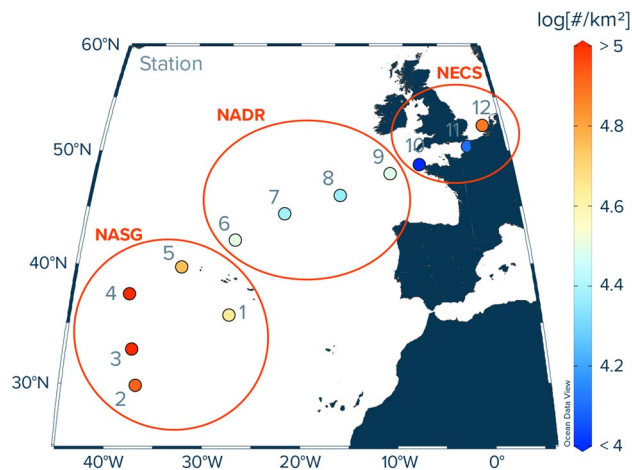 log[#/km²]
60°N
Station
> 5
NECS
12
4.8
NADR
11
50°N
10
9
4.6
8
7
6
NASG
5
40°N
4.4
4
1
3
4.2
30°N
2
Ocean Data View
< 4
40°W
30°W
20°W
10°W
0°